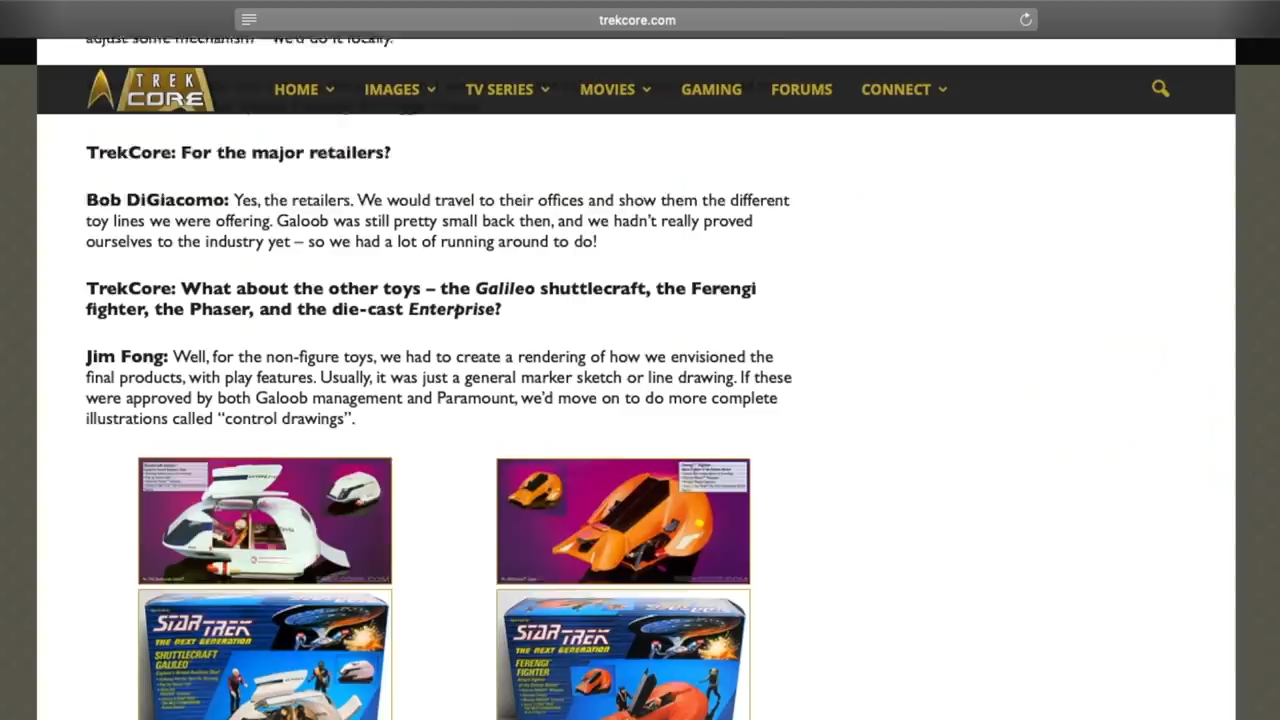 trekcore.com
adjust some mechanism – we'd do it locally.
TREK
CORE
HOME
IMAGES
TV SERIES
MOVIES
GAMING
FORUMS
CONNECT
TrekCore: For the major retailers?
Bob DiGiacomo: Yes, the retailers. We would travel to their offices and show them the different
toy lines we were offering. Galoob was still pretty small back then, and we hadn't really proved
ourselves to the industry yet – so we had a lot of running around to do!
TrekCore: What about the other toys – the Galileo shuttlecraft, the Ferengi
fighter, the Phaser, and the die-cast Enterprise?
Jim Fong: Well, for the non-figure toys, we had to create a rendering of how we envisioned the
final products, with play features. Usually, it was just a general marker sketch or line drawing. If these
were approved by both Galoob management and Paramount, we'd move on to do more complete
illustrations called “control drawings”.
STAR TREK
THE NEXT GENERATION
SHUTTLECRAFT
GALILEO
STAR TREK
THE NEXT GENERATION
FERENGI
FIGHTER